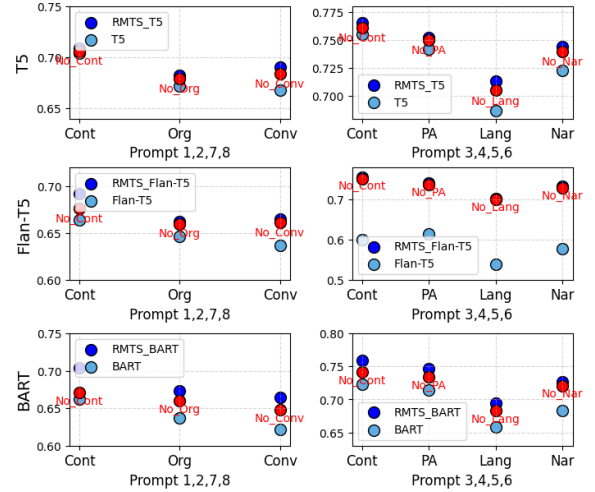 0.75
0.70
0.65
T5
RMTS_T5
T5
No_Cont
No_Org
No_Conv
Cont
Org
Conv
Prompt 1,2,7,8
0.775
0.750
0.725
0.700
RMTS_T5
T5
No_Cont
No_PA
No_Lang
No_Nar
Cont
PA
Lang
Nar
Prompt 3,4,5,6
0.70
0.65
0.60
Flan-T5
RMTS_Flan-T5
Flan-T5
No_Cont
No_Org
No_Conv
Cont
Org
Conv
Prompt 1,2,7,8
0.7
0.6
0.5
RMTS_Flan-T5
Flan-T5
No_Cont
No_PA
No_Lang
No_Nar
Cont
PA
Lang
Nar
Prompt 3,4,5,6
0.75
0.70
0.65
0.60
BART
RMTS_BART
BART
No_Cont
No_Org
No_Conv
Cont
Org
Conv
Prompt 1,2,7,8
0.80
0.75
0.70
0.65
RMTS_BART
BART
No_Cont
No_PA
No_Lang
No_Nar
Cont
PA
Lang
Nar
Prompt 3,4,5,6